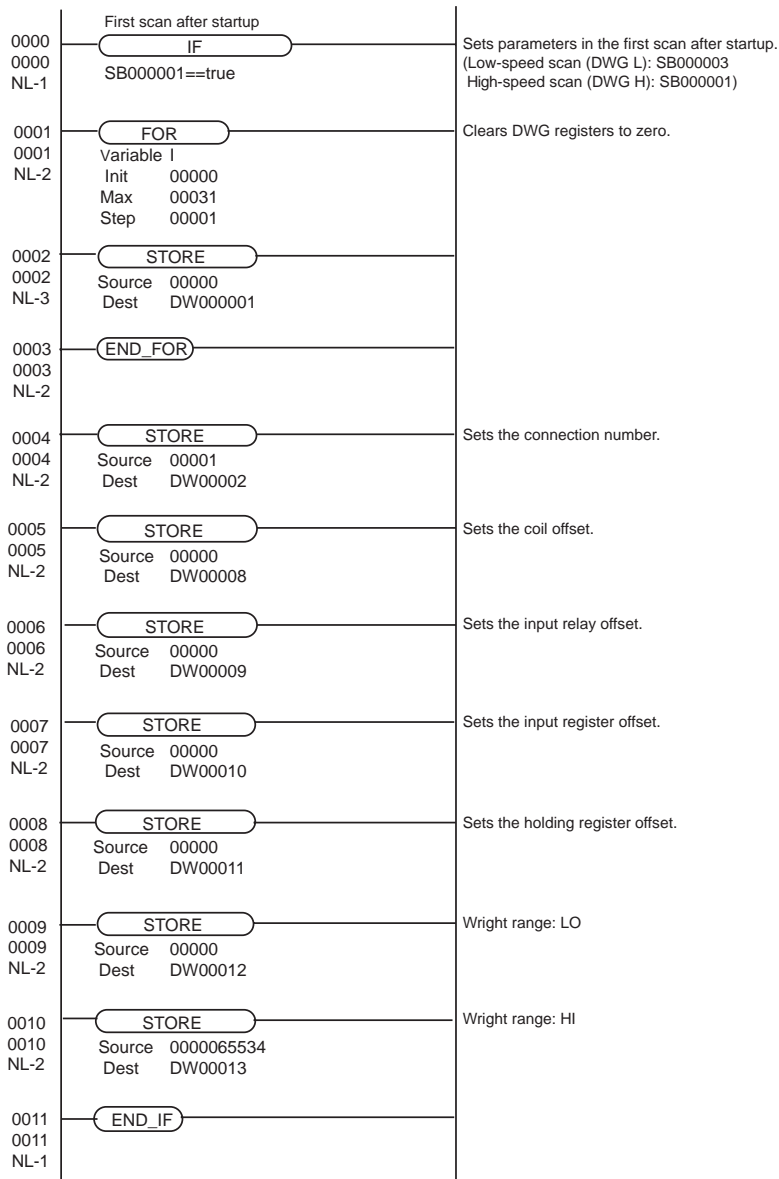 First scan after startup
0000
0000
NL-1
IF
SB000001==true
Sets parameters in the first scan after startup.
(Low-speed scan (DWG L): SB000003
High-speed scan (DWG H): SB000001)
0001
0001
NL-2
FOR
Variable I
Init 00000
Max 00031
Step 00001
Clears DWG registers to zero.
0002
0002
NL-3
STORE
Source 00000
Dest DW000001
0003
0003
NL-2
END_FOR
0004
0004
NL-2
STORE
Source 00001
Dest DW00002
Sets the connection number.
0005
0005
NL-2
STORE
Source 00000
Dest DW00008
Sets the coil offset.
0006
0006
NL-2
STORE
Source 00000
Dest DW00009
Sets the input relay offset.
0007
0007
NL-2
STORE
Source 00000
Dest DW00010
Sets the input register offset.
0008
0008
NL-2
STORE
Source 00000
Dest DW00011
Sets the holding register offset.
0009
0009
NL-2
STORE
Source 00000
Dest DW00012
Wright range: LO
0010
0010
NL-2
STORE
Source 0000065534
Dest DW00013
Wright range: HI
0011
0011
NL-1
END_IF